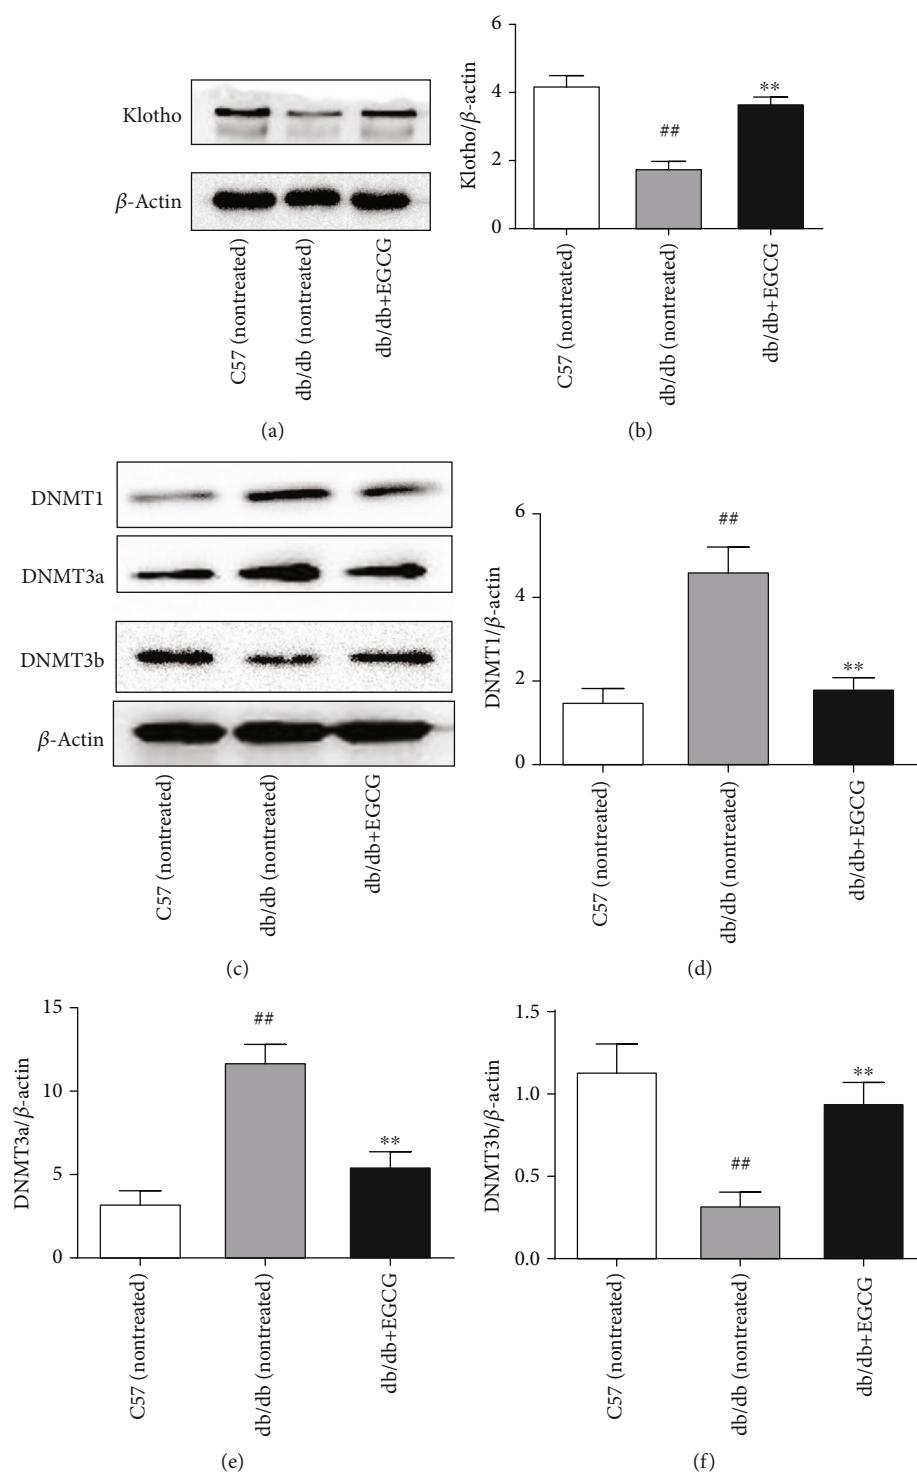 Klotho
β-Actin
C57 (nontreated)
db/db (nontreated)
db/db+EGCG
(a)
Klotho/β-actin
6
4
2
0
##
**
C57 (nontreated)
db/db (nontreated)
db/db+EGCG
(b)
DNMT1
DNMT3a
DNMT3b
β-Actin
C57 (nontreated)
db/db (nontreated)
db/db+EGCG
(c)
DNMT1/β-actin
6
4
2
0
##
**
C57 (nontreated)
db/db (nontreated)
db/db+EGCG
(d)
DNMT3a/β-actin
15
10
5
0
##
**
C57 (nontreated)
db/db (nontreated)
db/db+EGCG
(e)
DNMT3b/β-actin
1.5
1.0
0.5
0.0
##
**
C57 (nontreated)
db/db (nontreated)
db/db+EGCG
(f)